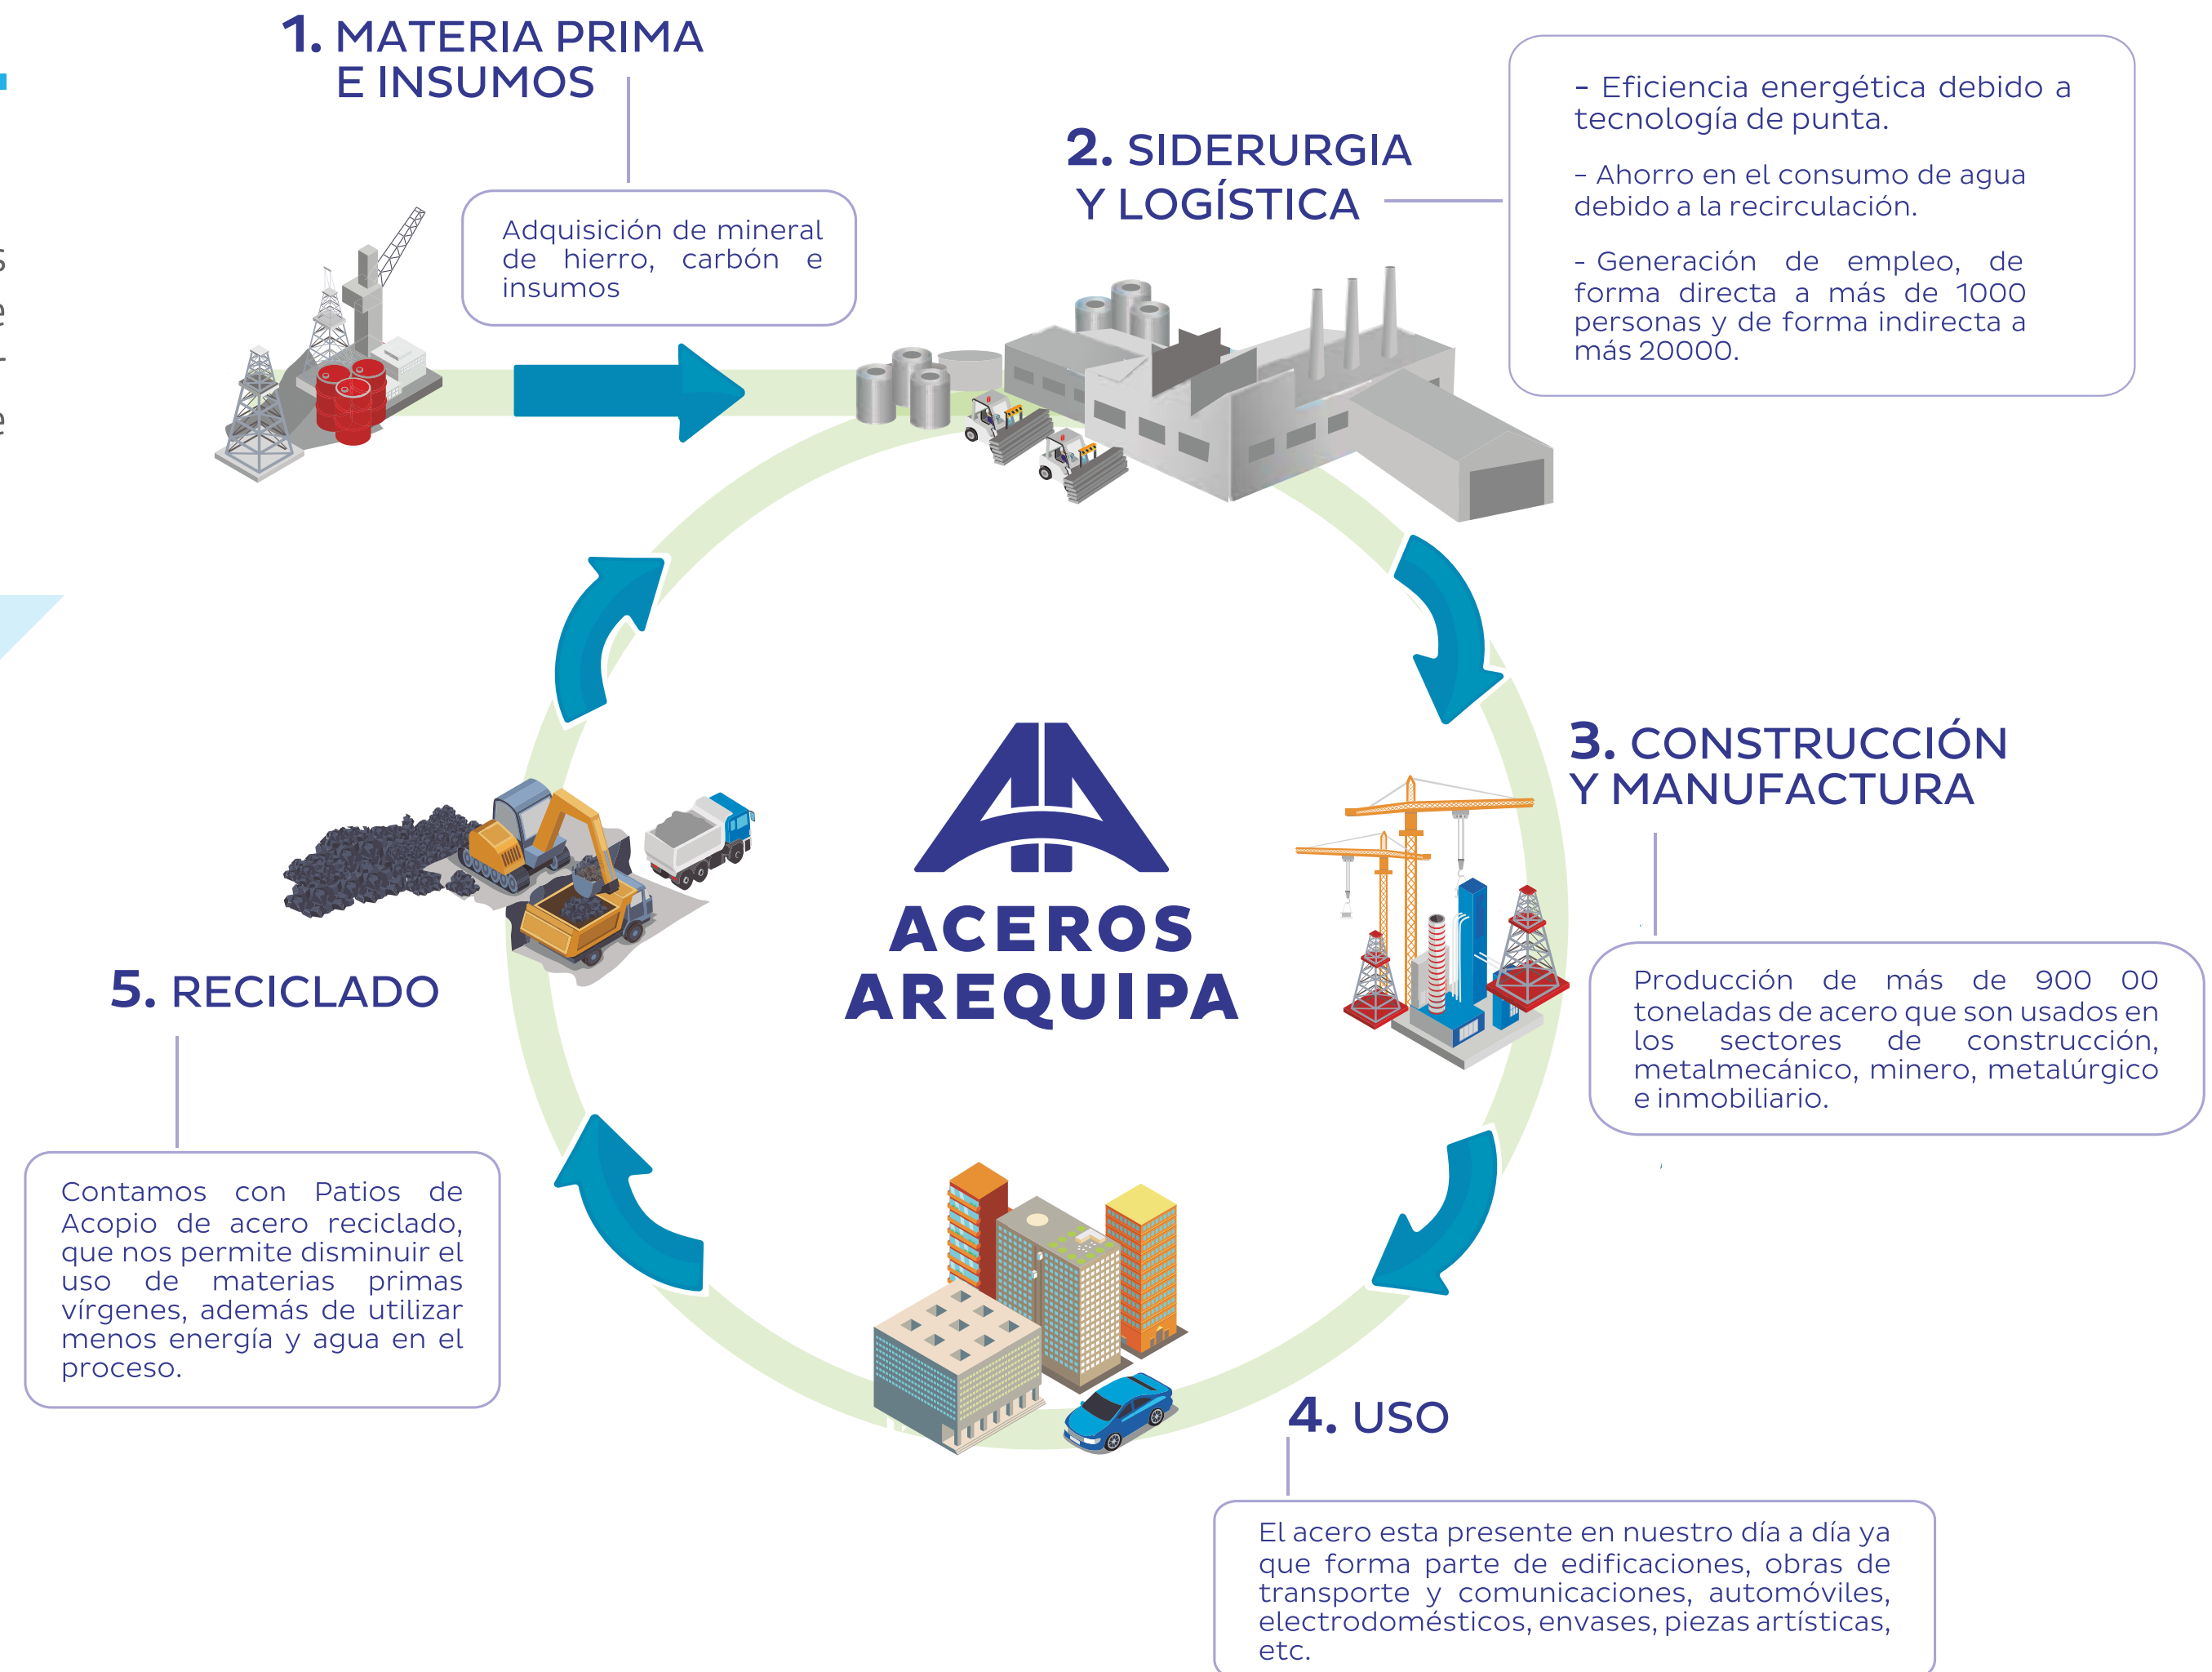 1. MATERIA PRIMA
E INSUMOS
Adquisición de mineral
de hierro, carbón e
insumos
2. SIDERURGIA
Y LOGÍSTICA
- Eficiencia energética debido a
tecnología de punta.
- Ahorro en el consumo de agua
debido a la recirculación.
- Generación de empleo, de
forma directa a más de 1000
personas y de forma indirecta a
más 20000.
3. CONSTRUCCIÓN
Y MANUFACTURA
Producción de más de 900 00
toneladas de acero que son usados en
los sectores de construcción,
metalmecánico, minero, metalúrgico
e inmobiliario.
ACEROS
AREQUIPA
4. USO
El acero esta presente en nuestro día a día ya
que forma parte de edificaciones, obras de
transporte y comunicaciones, automóviles,
electrodomésticos, envases, piezas artísticas,
etc.
5. RECICLADO
Contamos con Patios de
Acopio de acero reciclado,
que nos permite disminuir el
uso de materias primas
vírgenes, además de utilizar
menos energía y agua en el
proceso.